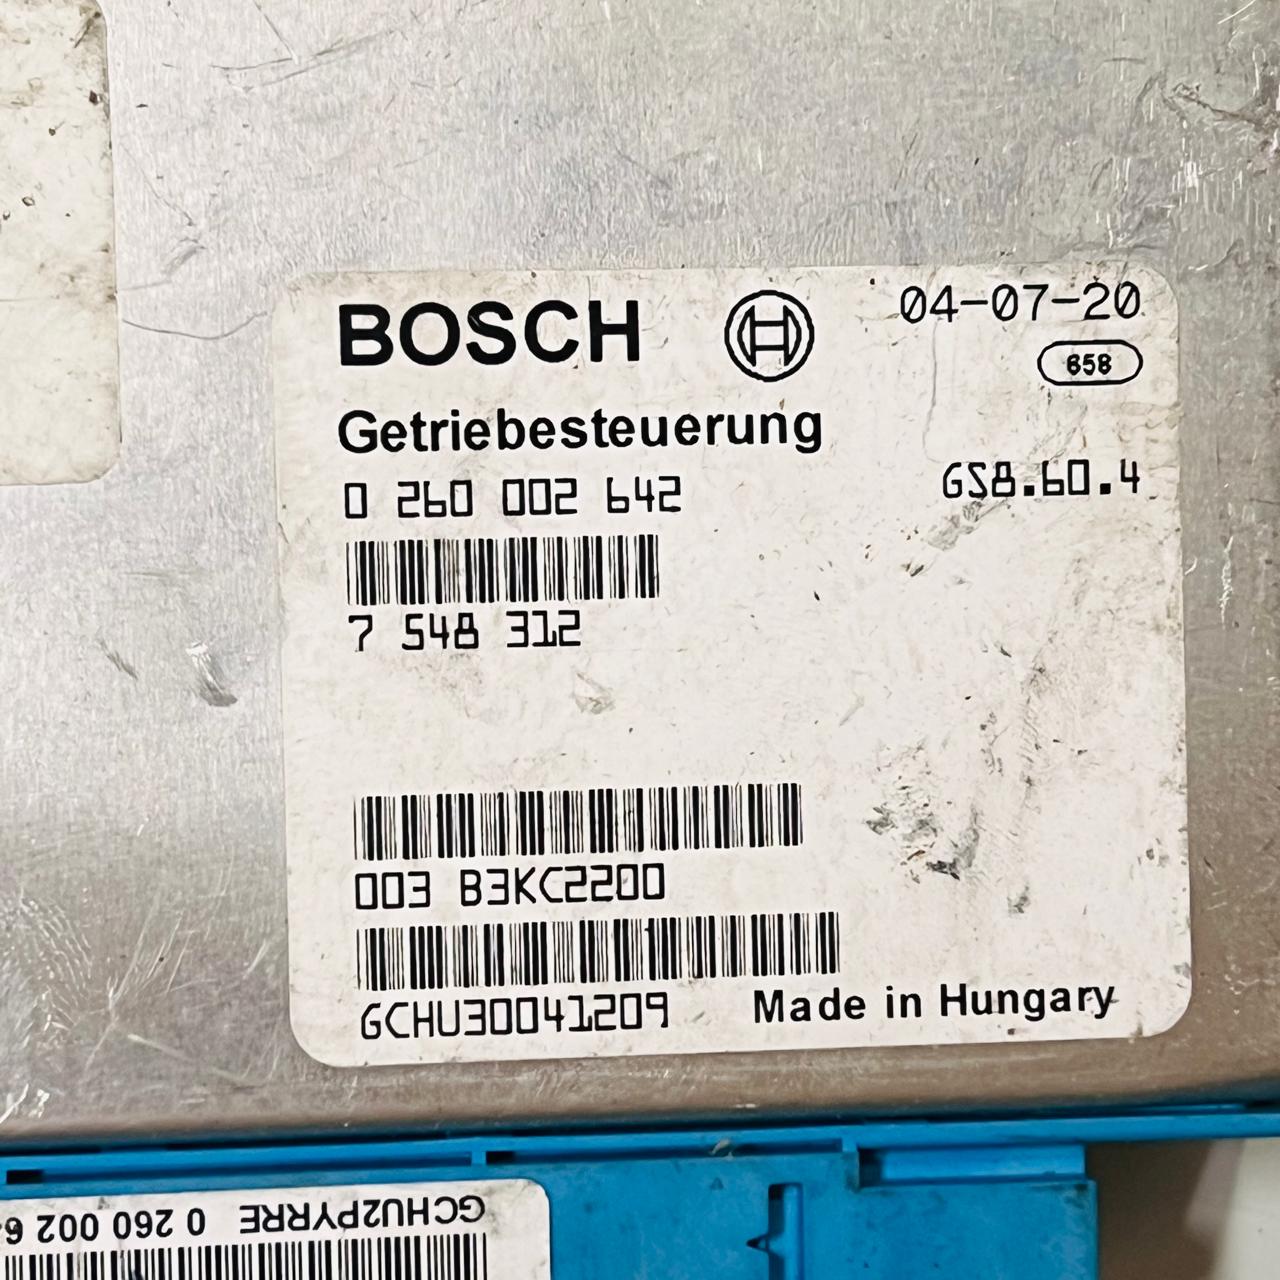 BOSCH
04-07-20
658
Getriebesteuerung
0 260 002 642
GS8.60.4
7 548 312
003 B3KC2200
GCHU30041209
Made in Hungary
GCHU2PYRRE 0 260 002 6